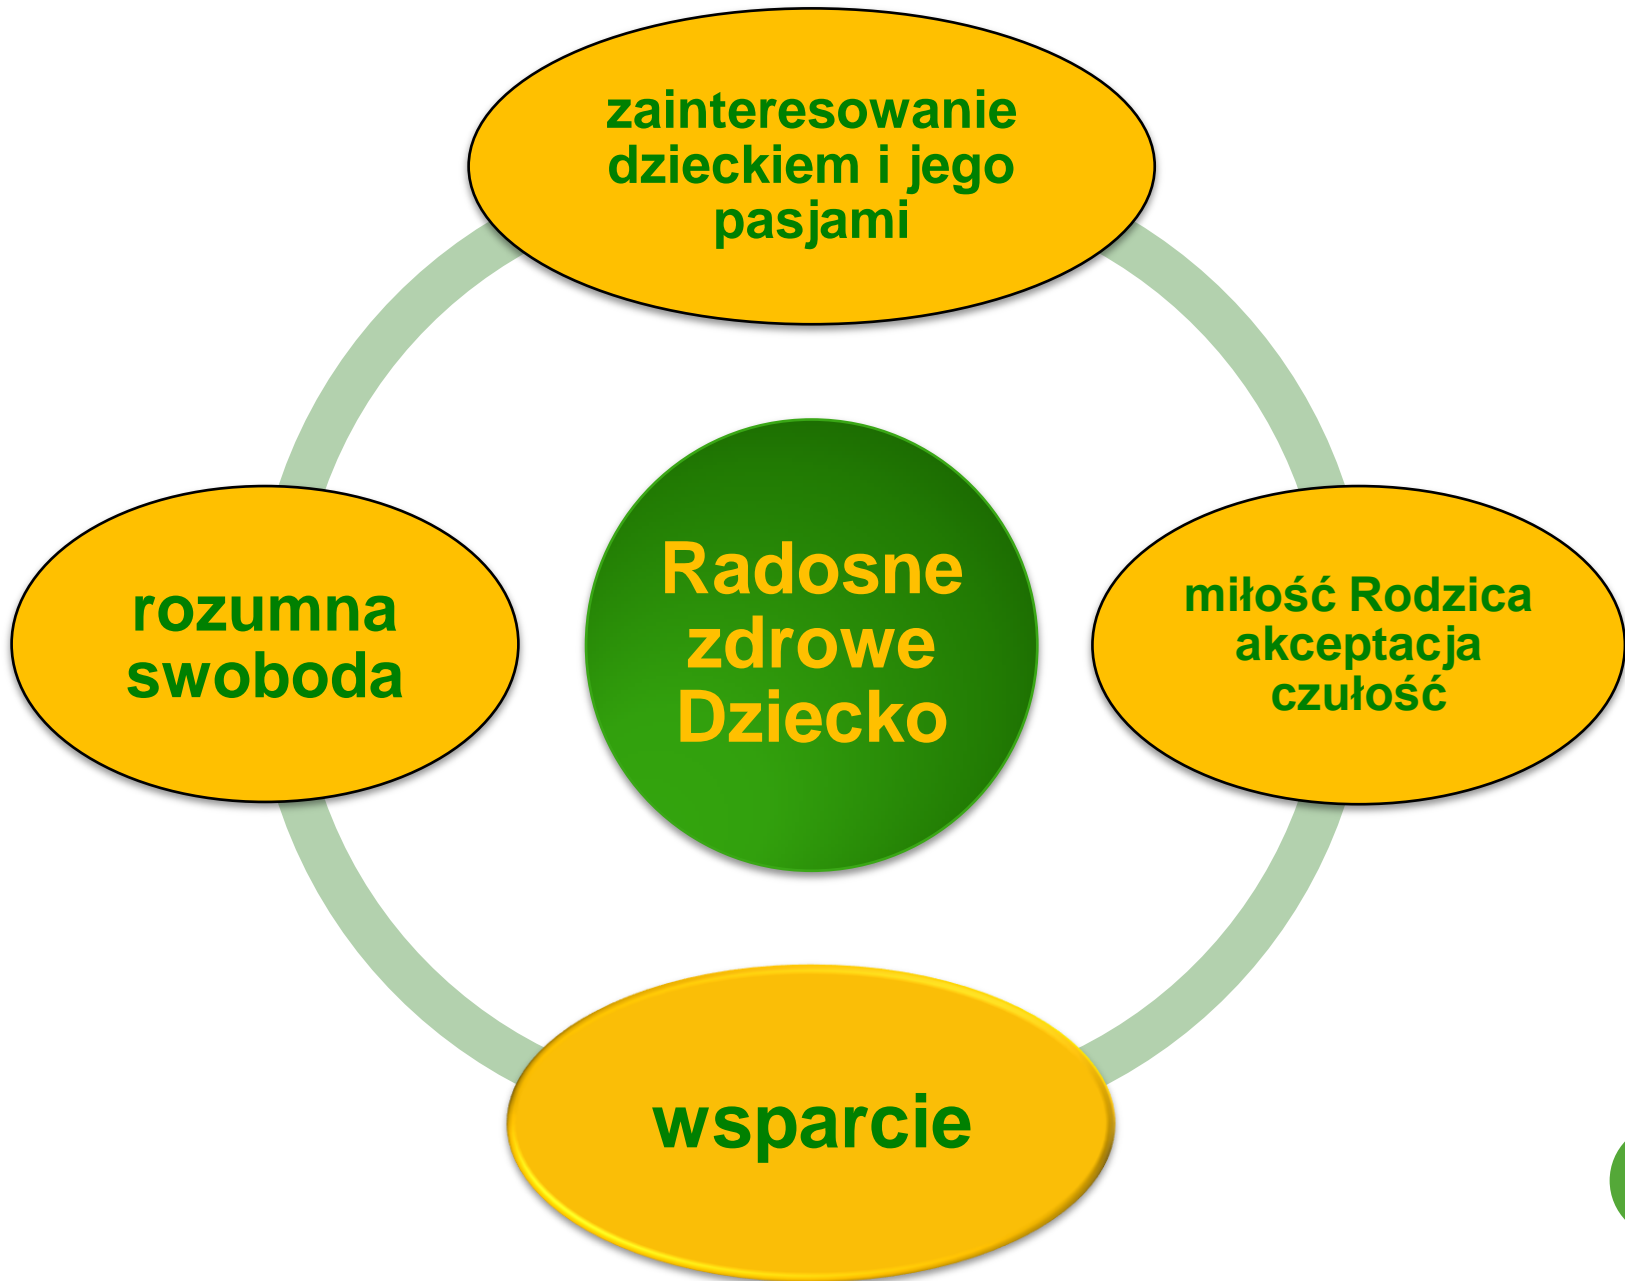 zainteresowanie
dzieckiem i jego
pasjami
rozumna
swoboda
Radosne
zdrowe
Dziecko
miłość Rodzica
akceptacja
czułość
wsparcie